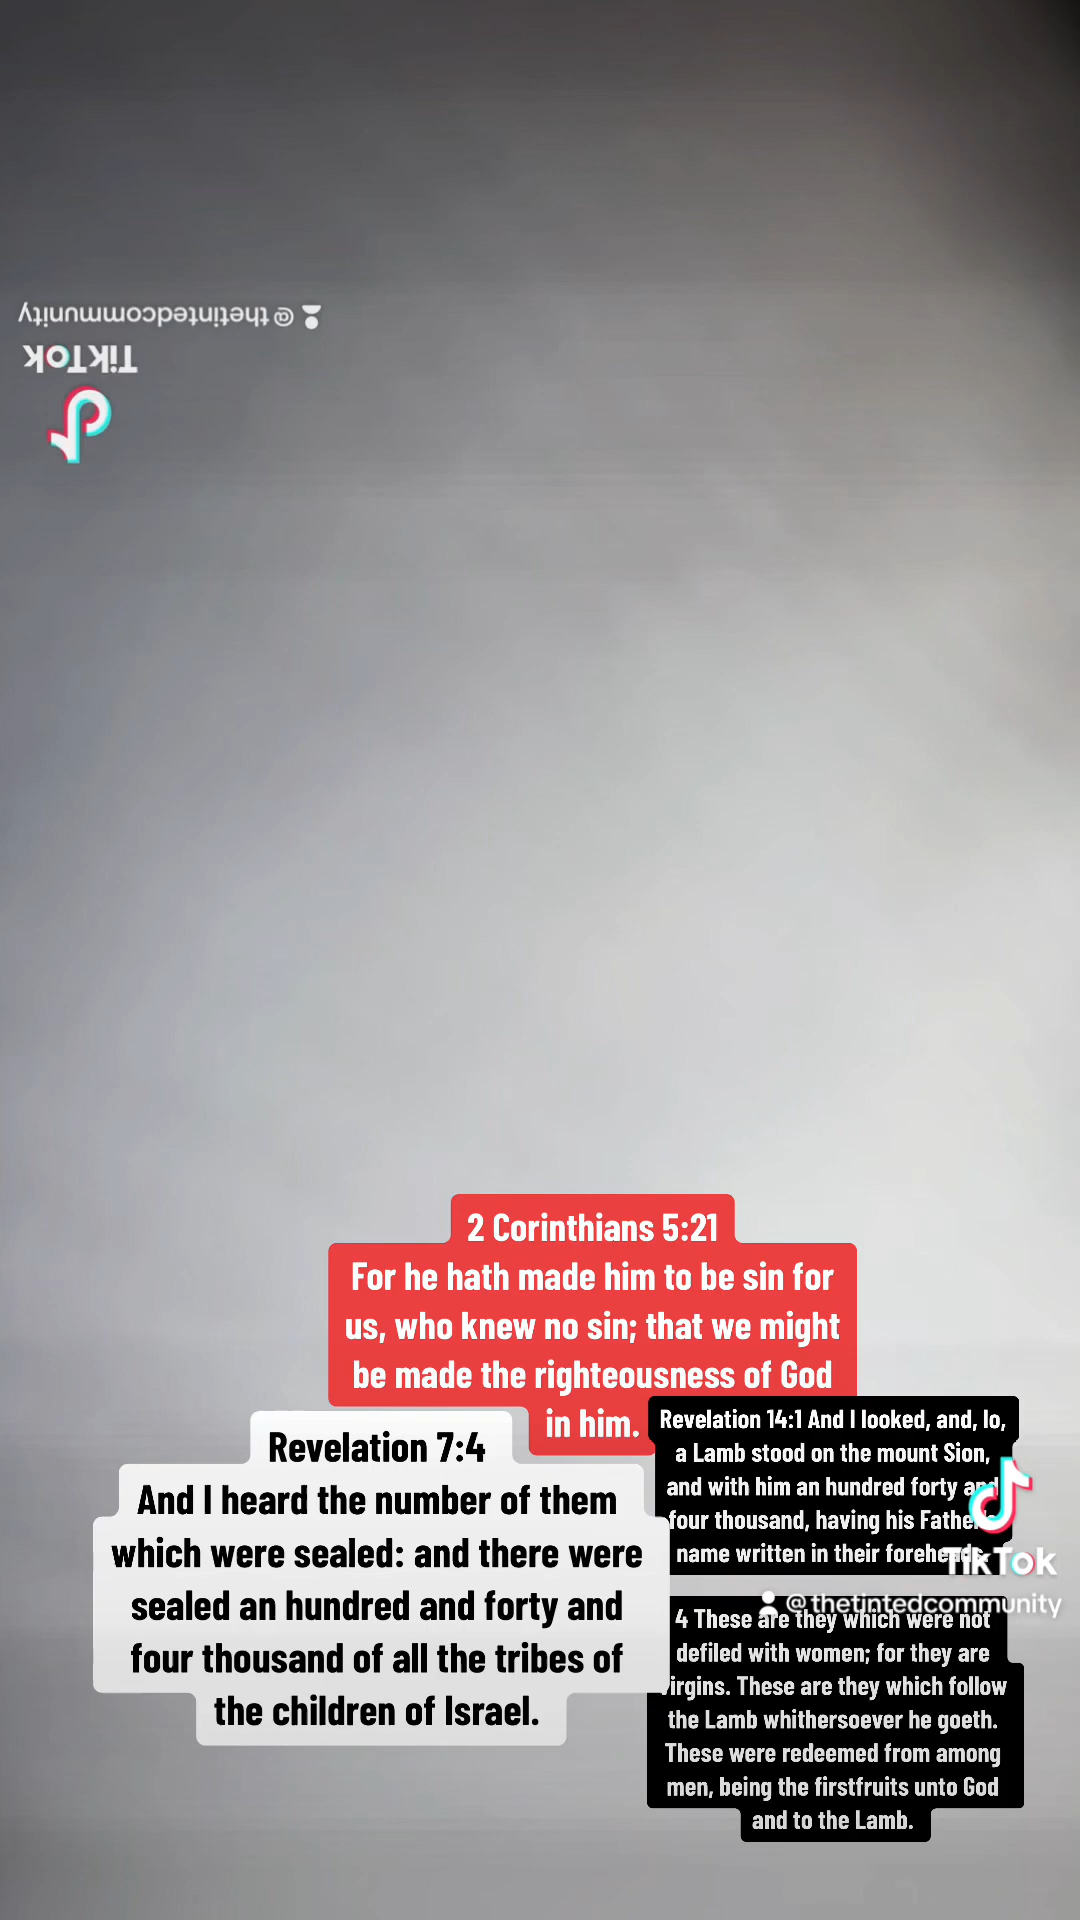 @thetintedcommunity
TikTok
2 Corinthians 5:21
For he hath made him to be sin for
us, who knew no sin; that we might
be made the righteousness of God
in him.
Revelation 7:4
And I heard the number of them
which were sealed: and there were
sealed an hundred and forty and
four thousand of all the tribes of
the children of Israel.
Revelation 14:1 And I looked, and, lo,
a Lamb stood on the mount Sion,
and with him an hundred forty and
four thousand, having his Father's
name written in their foreheads.
TikTok
@thetintedcommunity
4 These are they which were not
defiled with women; for they are
virgins. These are they which follow
the Lamb whithersoever he goeth.
These were redeemed from among
men, being the firstfruits unto God
and to the Lamb.